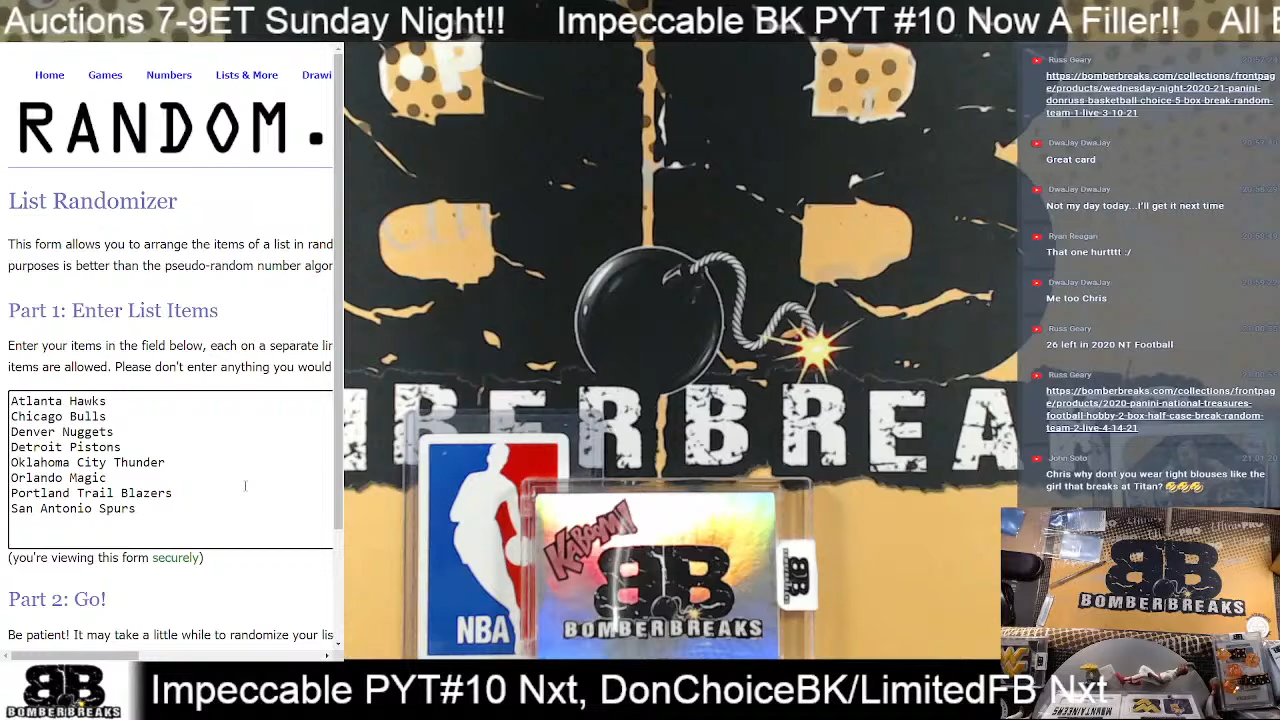 Auctions 7-9ET Sunday Night!! Impeccable BK PYT #10 Now A Filler!! All
Home Games Numbers Lists & More Drawi
RANDOM.
List Randomizer
This form allows you to arrange the items of a list in rand
purposes is better than the pseudo-random number algor
Part 1: Enter List Items
Enter your items in the field below, each on a separate lin
items are allowed. Please don't enter anything you would
Atlanta Hawks
Chicago Bulls
Denver Nuggets
Detroit Pistons
Oklahoma City Thunder
Orlando Magic
Portland Trail Blazers
San Antonio Spurs
(you're viewing this form securely)
Part 2: Go!
Be patient! It may take a little while to randomize your lis
MBERBREA
NBA
KABOOM!
BB
BOMBERBREAKS
BB
Russ Geary
https://bomberbreaks.com/collections/frontpag
e/products/wednesday-night-2020-21-panini-
donruss-basketball-choice-5-box-break-random-
team-1-live-3-10-21
DwaJay DwaJay
Great card
DwaJay DwaJay
Not my day today...I'll get it next time
Ryan Reagan
That one hurtttt :/
DwaJay DwaJay
Me too Chris
Russ Geary
26 left in 2020 NT Football
Russ Geary
https://bomberbreaks.com/collections/frontpag
e/products/2020-panini-national-treasures-
football-hobby-2-box-half-case-break-random-
team-2-live-4-14-21
John Soto
Chris why dont you wear tight blouses like the
girl that breaks at Titan? 🤣🤣🤣
BB
BOMBERBREAKS
MOUNTAINEERS
BB
BOMBERBREAKS
Impeccable PYT#10 Nxt, DonChoiceBK/LimitedFB Nxt